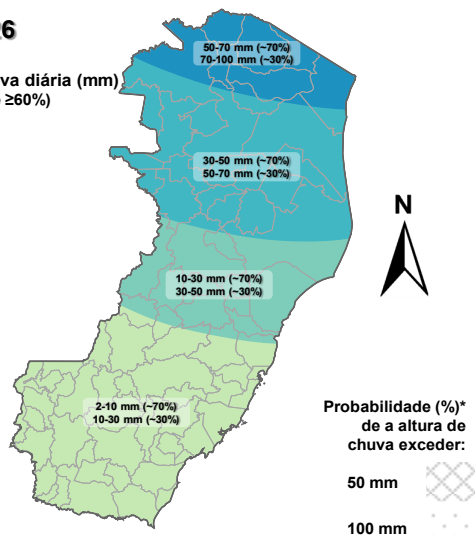 50-70 mm (~70%)
70-100 mm (~30%)
diária (mm)
≥60%)
30-50 mm (~70%)
50-70 mm (~30%)
N
10-30 mm (~70%)
30-50 mm (~30%)
2-10 mm (~70%)
10-30 mm (~30%)
Probabilidade (%)*
de a altura de
chuva exceder:
50 mm
100 mm